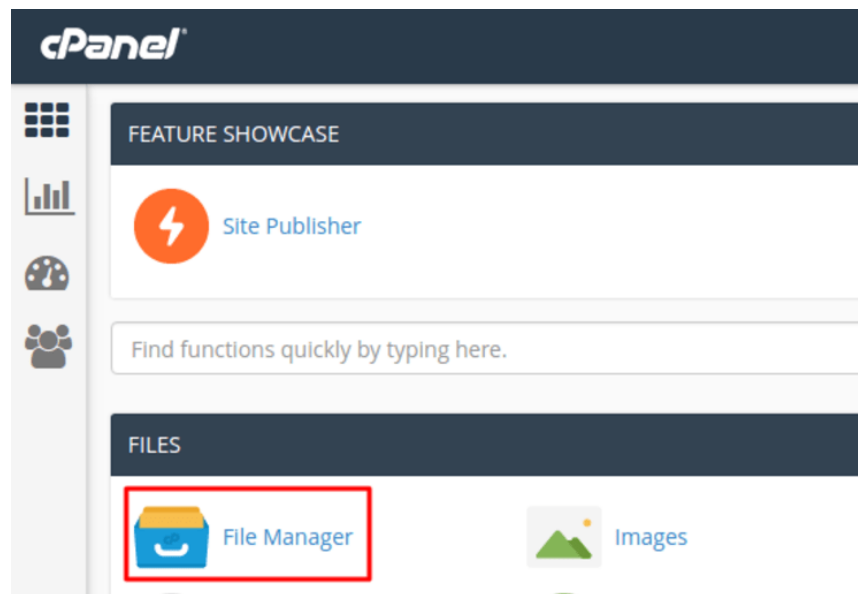 cPanel
FEATURE SHOWCASE
Site Publisher
Find functions quickly by typing here.
FILES
File Manager
Images